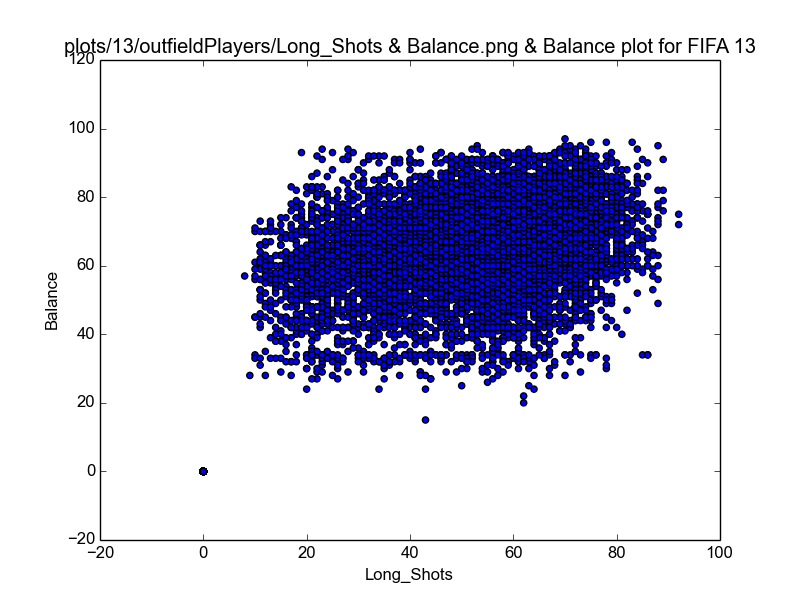 plots/13/outfieldPlayers/Long_Shots & Balance.png & Balance plot for FIFA 13
120
100
80
60
40
20
0
−20
−20 0 20 40 60 80 100
Balance
Long_Shots